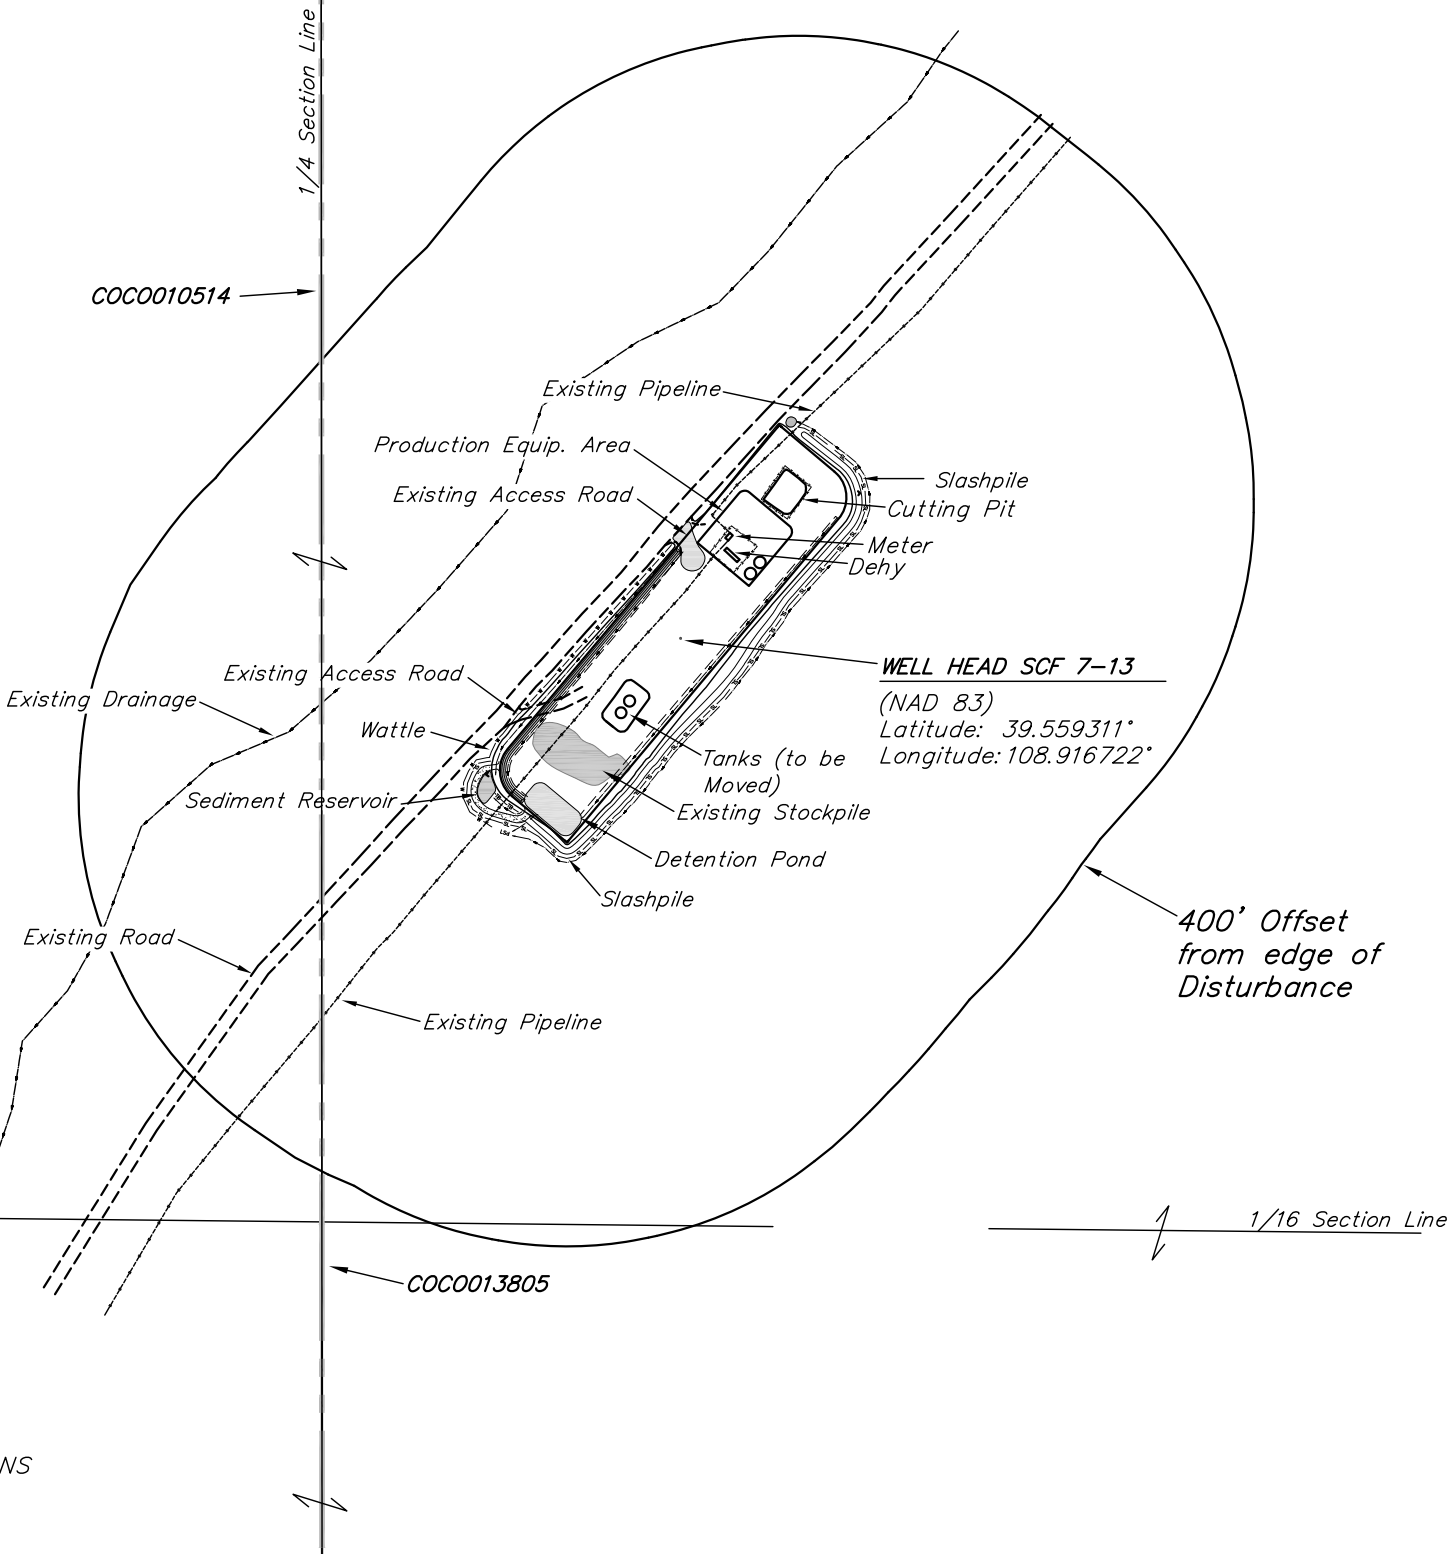 1/4 Section Line
COCO010514
Existing Pipeline
Production Equip. Area
Existing Access Road
Slashpile
Cutting Pit
Meter
Dehy
WELL HEAD SCF 7-13
(NAD 83)
Latitude: 39.559311°
Longitude: 108.916722°
Existing Access Road
Existing Drainage
Wattle
Tanks (to be
Moved)
Sediment Reservoir
Existing Stockpile
Detention Pond
Slashpile
400' Offset
from edge of
Disturbance
Existing Road
Existing Pipeline
1/16 Section Line
COCO013805
NS